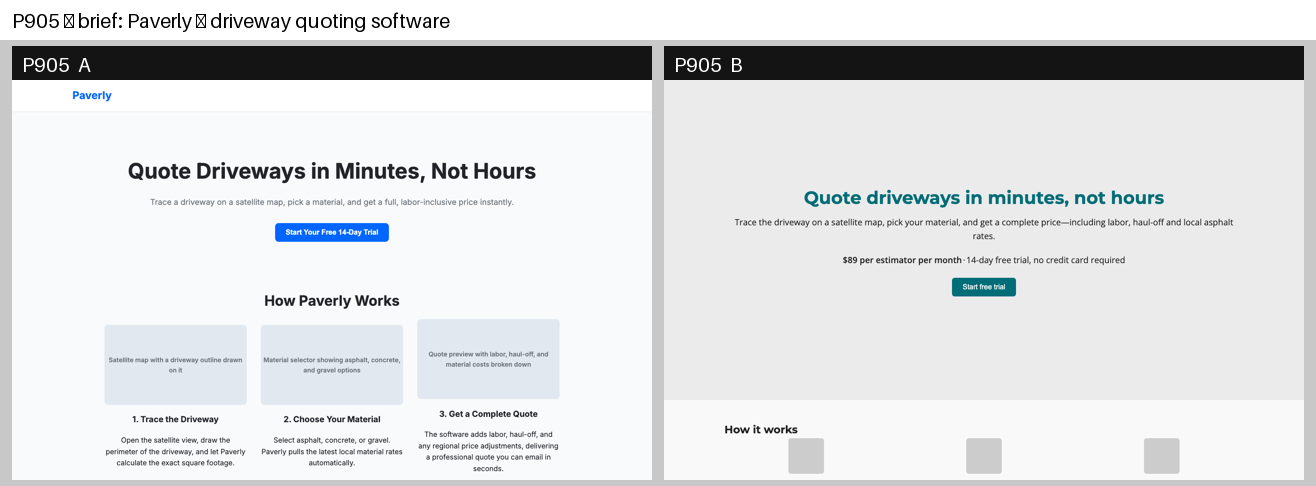 P905 brief: Paverly driveway quoting software
P905 A
Paverly
Quote Driveways in Minutes, Not Hours
Trace a driveway on a satellite map, pick a material, and get a full, labor-inclusive price instantly.
Start Your Free 14-Day Trial
How Paverly Works
Satellite map with a driveway outline drawn
on it
Material selector showing asphalt, concrete,
and gravel options
Quote preview with labor, haul-off, and
material costs broken down
1. Trace the Driveway
Open the satellite view, draw the
perimeter of the driveway, and let Paverly
calculate the exact square footage.
2. Choose Your Material
Select asphalt, concrete, or gravel.
Paverly pulls the latest local material rates
automatically.
3. Get a Complete Quote
The software adds labor, haul-off, and
any regional price adjustments, delivering
a professional quote you can email in
seconds.
P905 B
Quote driveways in minutes, not hours
Trace the driveway on a satellite map, pick your material, and get a complete price—including labor, haul-off and local asphalt
rates.
$89 per estimator per month · 14-day free trial, no credit card required
Start free trial
How it works